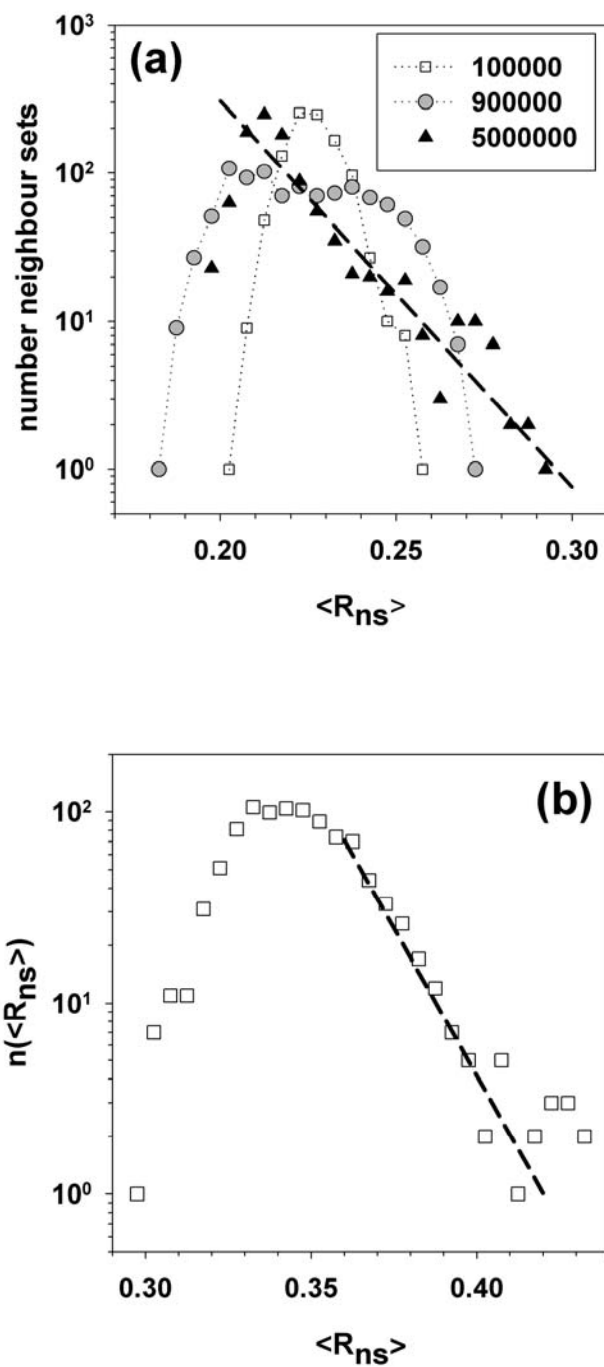 (a)
100000
900000
5000000
number neighbour sets
10³
10²
10¹
10⁰
0.20 0.25 0.30
<Rns>
(b)
n(<Rns>)
10²
10¹
10⁰
0.30 0.35 0.40
<Rns>